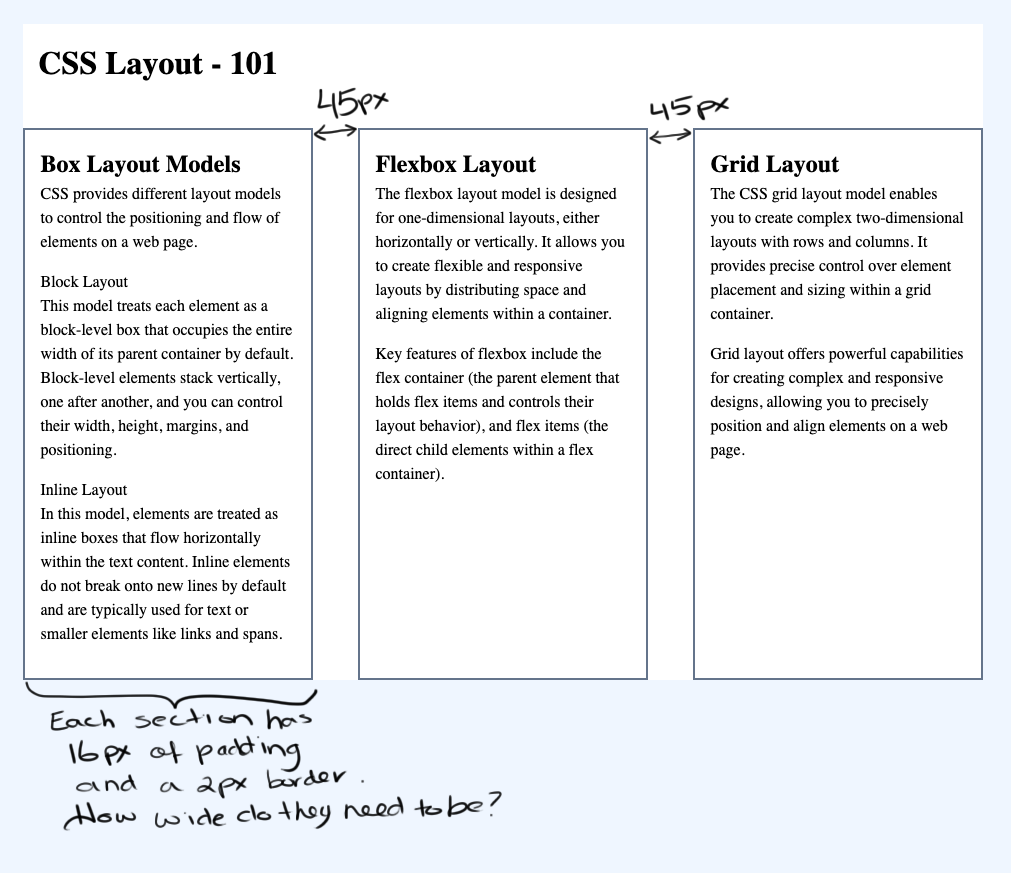 CSS Layout - 101
45px
45px
Box Layout Models
CSS provides different layout models
to control the positioning and flow of
elements on a web page.
Block Layout
This model treats each element as a
block-level box that occupies the entire
width of its parent container by default.
Block-level elements stack vertically,
one after another, and you can control
their width, height, margins, and
positioning.
Inline Layout
In this model, elements are treated as
inline boxes that flow horizontally
within the text content. Inline elements
do not break onto new lines by default
and are typically used for text or
smaller elements like links and spans.
Flexbox Layout
The flexbox layout model is designed
for one-dimensional layouts, either
horizontally or vertically. It allows you
to create flexible and responsive
layouts by distributing space and
aligning elements within a container.
Key features of flexbox include the
flex container (the parent element that
holds flex items and controls their
layout behavior), and flex items (the
direct child elements within a flex
container).
Grid Layout
The CSS grid layout model enables
you to create complex two-dimensional
layouts with rows and columns. It
provides precise control over element
placement and sizing within a grid
container.
Grid layout offers powerful capabilities
for creating complex and responsive
designs, allowing you to precisely
position and align elements on a web
page.
Each section has
16px of padding
and a 2px border.
How wide do they need to be?